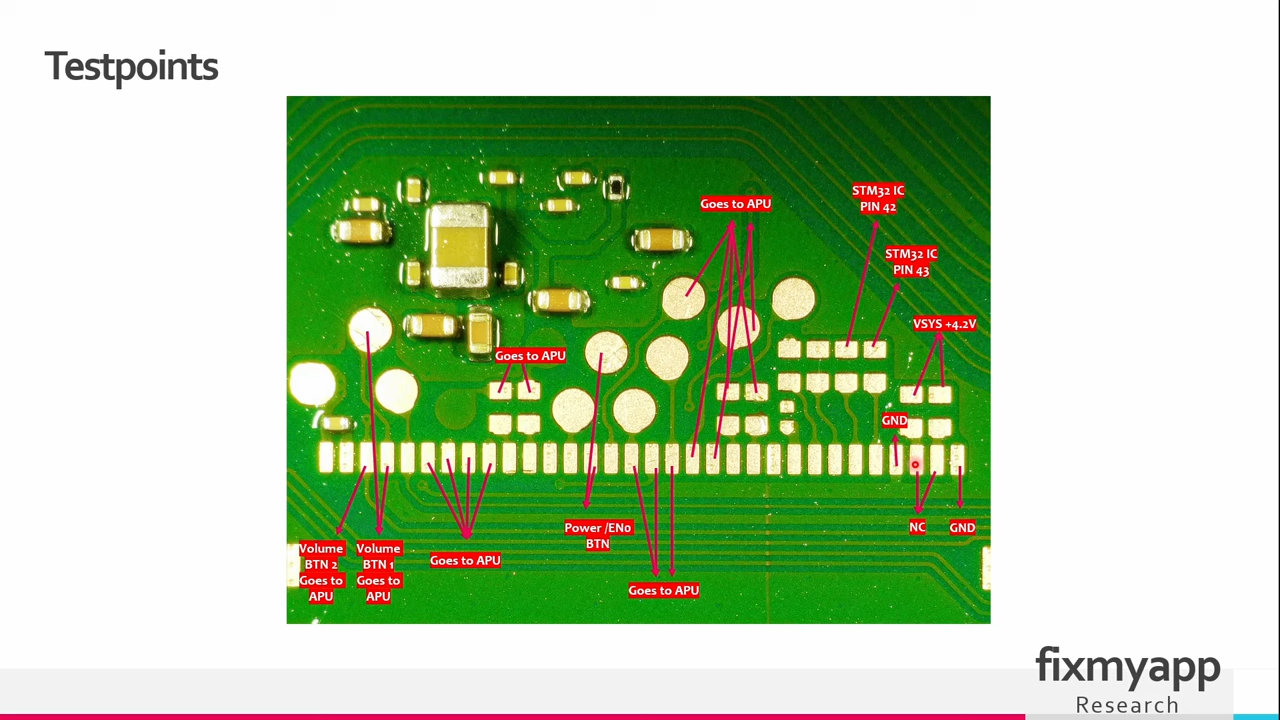 Testpoints
Goes to APU
STM32 IC
PIN 42
STM32 IC
PIN 43
VSYS +4.2V
Goes to APU
GND
Power /EN0
BTN
NC
GND
Volume
BTN 2
Goes to
APU
Volume
BTN 1
Goes to
APU
Goes to APU
Goes to APU
fixmyapp
Research